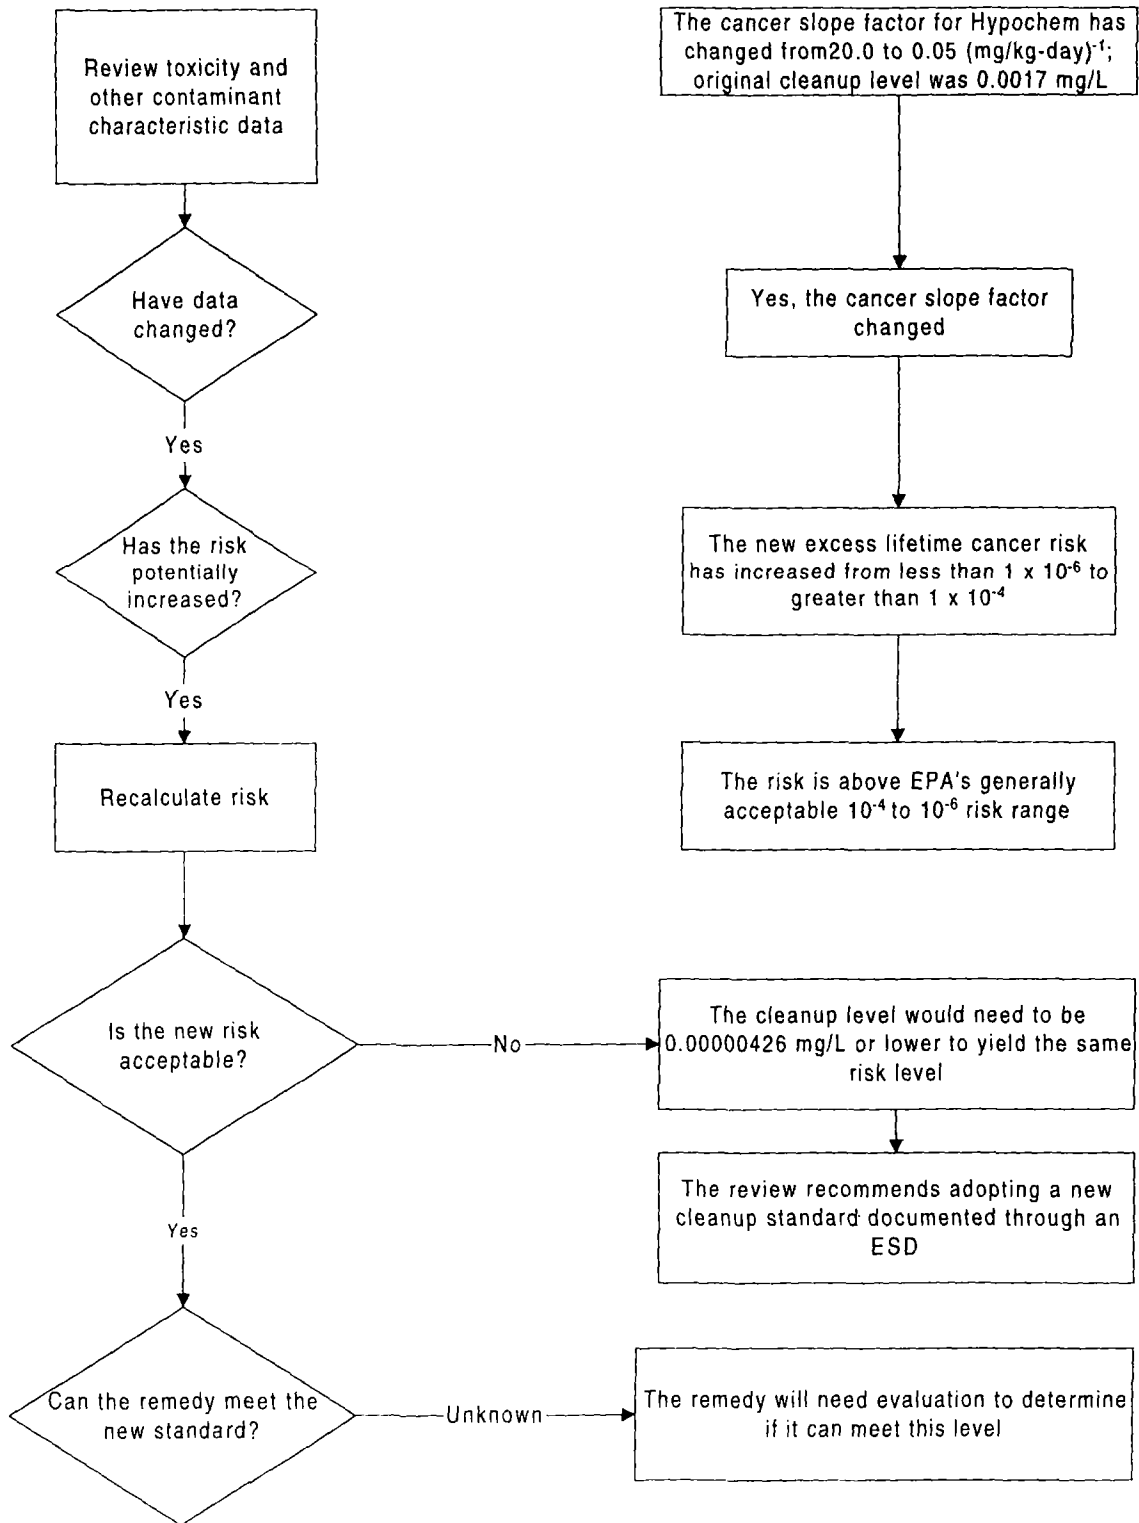 Review toxicity and
other contaminant
characteristic data
The cancer slope factor for Hypochem has
changed from20.0 to 0.05 (mg/kg-day)⁻¹;
original cleanup level was 0.0017 mg/L
Have data
changed?
Yes, the cancer slope factor
changed
Yes
Has the risk
potentially
increased?
The new excess lifetime cancer risk
has increased from less than 1 x 10⁻⁶ to
greater than 1 x 10⁻⁴
Yes
Recalculate risk
The risk is above EPA's generally
acceptable 10⁻⁴ to 10⁻⁶ risk range
Is the new risk
acceptable?
No
The cleanup level would need to be
0.00000426 mg/L or lower to yield the same
risk level
The review recommends adopting a new
cleanup standard documented through an
ESD
Yes
Can the remedy meet the
new standard?
Unknown
The remedy will need evaluation to determine
if it can meet this level